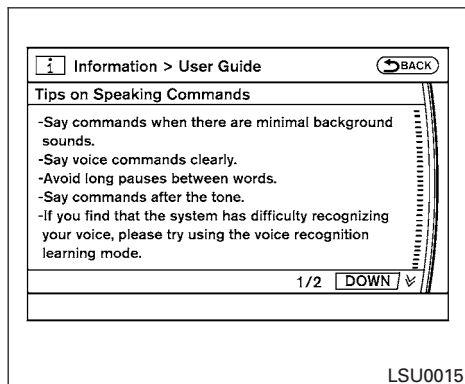 i Information > User Guide BACK
Tips on Speaking Commands
-Say commands when there are minimal background
sounds.
-Say voice commands clearly.
-Avoid long pauses between words.
-Say commands after the tone.
-If you find that the system has difficulty recognizing
your voice, please try using the voice recognition
learning mode.
1/2 DOWN
LSU0015